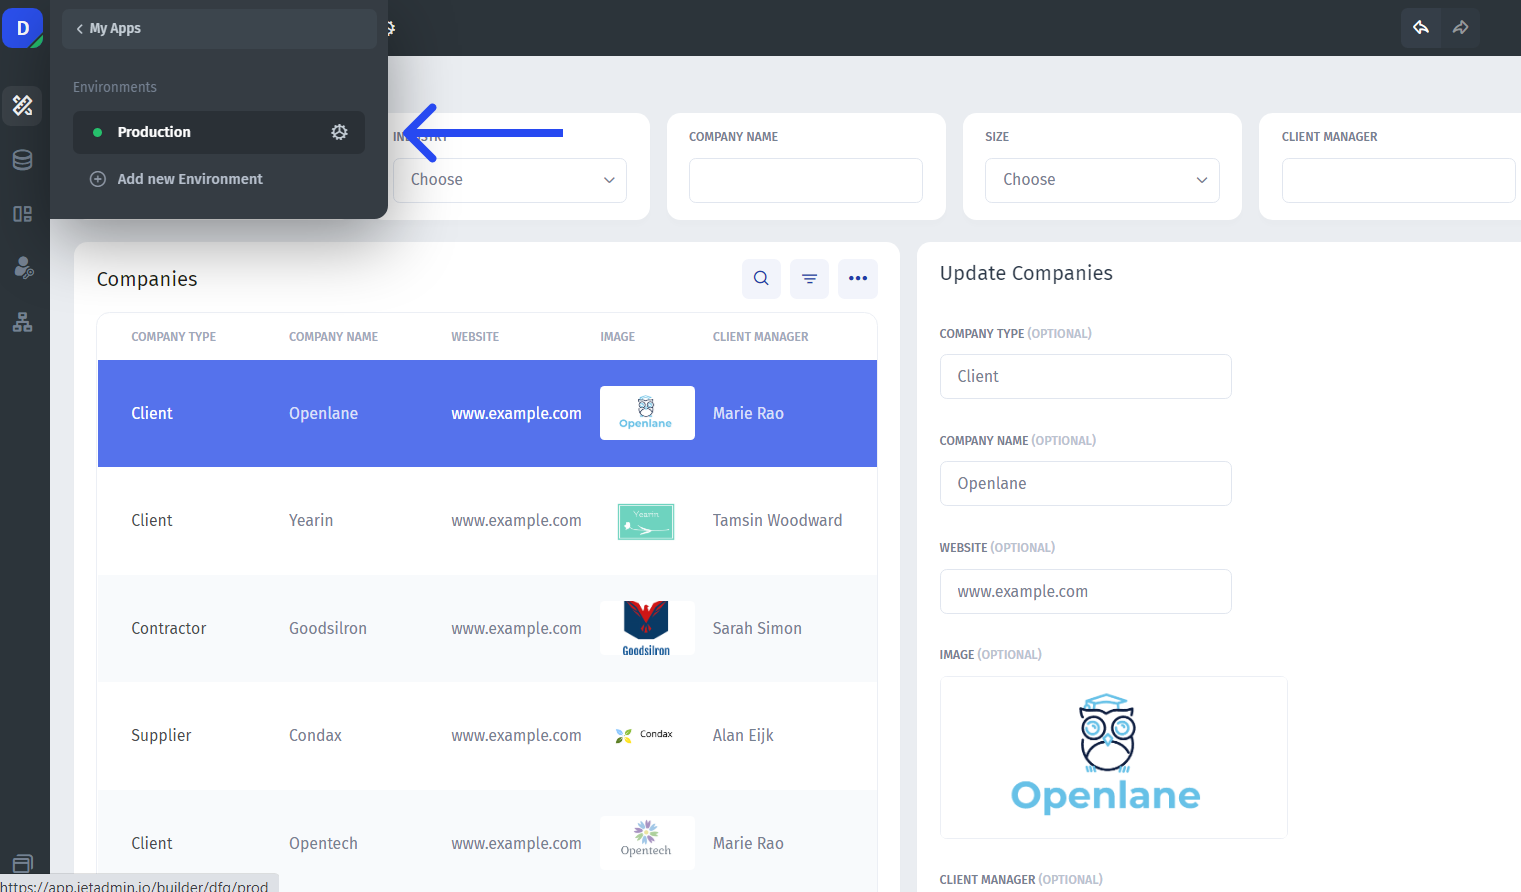 D
My Apps
Environments
Production
Add new Environment
COMPANY NAME
SIZE
CLIENT MANAGER
Choose
Choose
Companies
COMPANY TYPE
COMPANY NAME
WEBSITE
IMAGE
CLIENT MANAGER
Client
Openlane
www.example.com
Openlane
Marie Rao
Client
Yearin
www.example.com
Yearin
Tamsin Woodward
Contractor
Goodsilron
www.example.com
Goodsilron
Sarah Simon
Supplier
Condax
www.example.com
Condax
Alan Eijk
Client
Opentech
www.example.com
Opentech
Marie Rao
Update Companies
COMPANY TYPE (OPTIONAL)
Client
COMPANY NAME (OPTIONAL)
Openlane
WEBSITE (OPTIONAL)
www.example.com
IMAGE (OPTIONAL)
Openlane
CLIENT MANAGER (OPTIONAL)
https://app.jetadmin.io/builder/dfg/prod